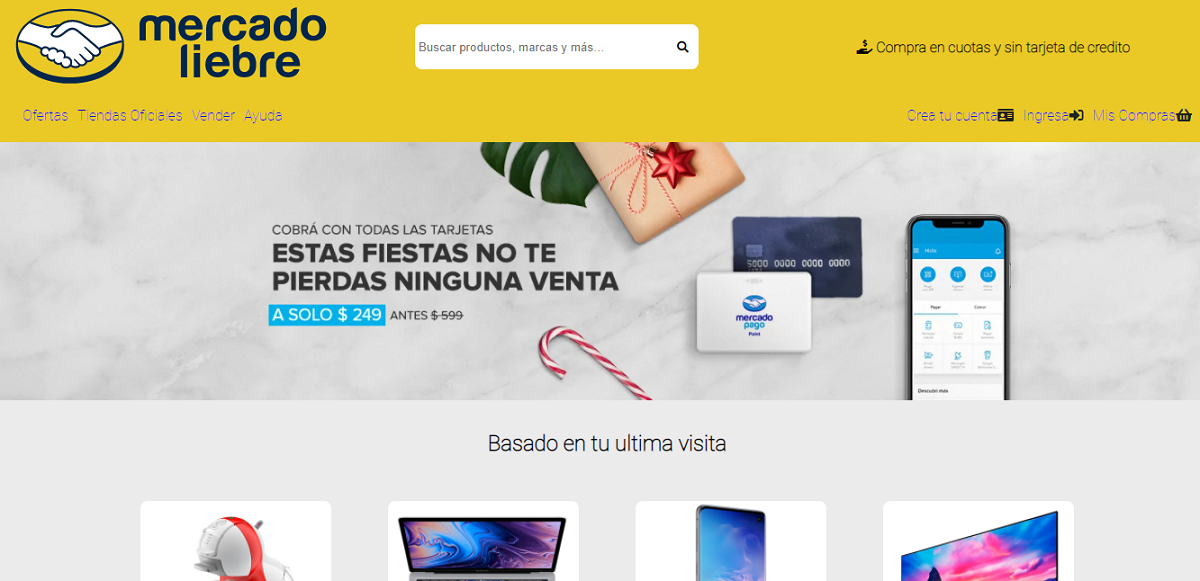 mercado
liebre
Buscar productos, marcas y más...
Compra en cuotas y sin tarjeta de credito
Ofertas Tiendas Oficiales Vender Ayuda
Crea tu cuenta Ingresa Mis Compras
COBRÁ CON TODAS LAS TARJETAS
ESTAS FIESTAS NO TE
PIERDAS NINGUNA VENTA
A SOLO $ 249 ANTES $ 599
5000 0000 0000 0000
mercado
pago
Point
Hola
Pagar Cobrar
Descubrí más
Basado en tu ultima visita